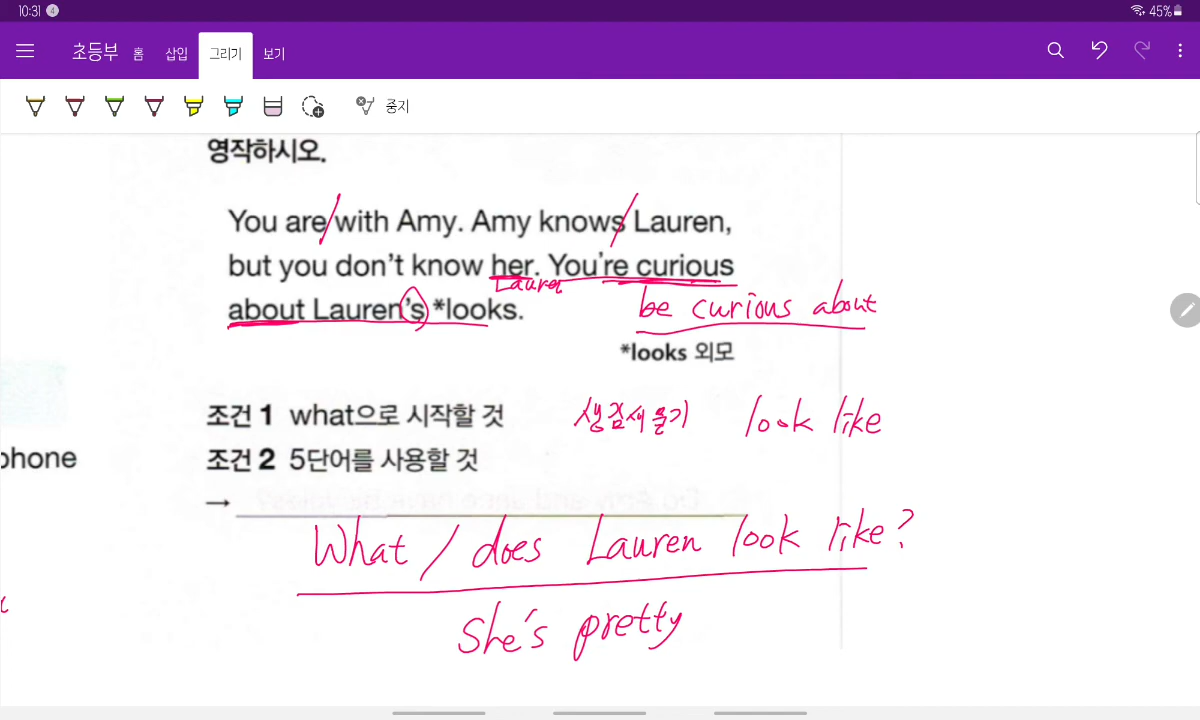 10:31 4 45%
초등부 홈 삽입 그리기 보기
중지
영작하시오.
You are/with Amy. Amy knows/Lauren,
but you don't know her. You're curious
Lauren
about Lauren's *looks.
be curious about
*looks 외모
조건 1 what으로 시작할 것
생김새 묻기 look like
phone
조건 2 5단어를 사용할 것
→
What / does Lauren look like?
She's pretty